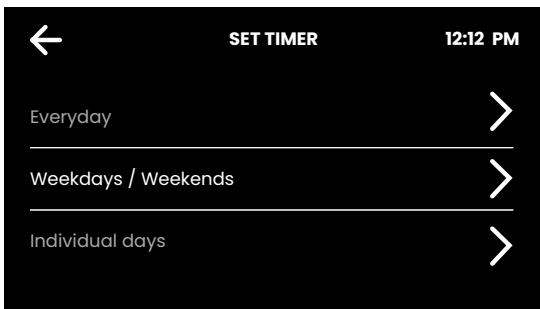 SET TIMER 12:12 PM
Everyday
Weekdays / Weekends
Individual days